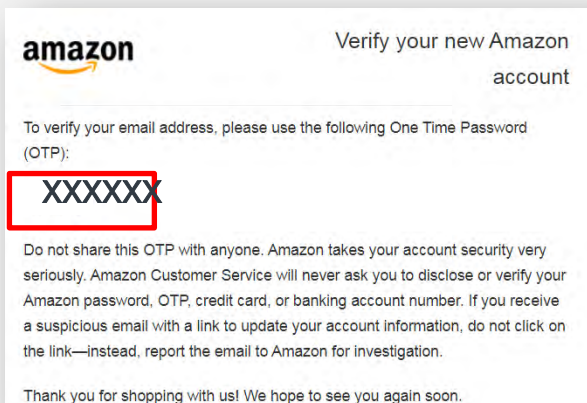 amazon
Verify your new Amazon
account
To verify your email address, please use the following One Time Password
(OTP):
XXXXXX
Do not share this OTP with anyone. Amazon takes your account security very
seriously. Amazon Customer Service will never ask you to disclose or verify your
Amazon password, OTP, credit card, or banking account number. If you receive
a suspicious email with a link to update your account information, do not click on
the link—instead, report the email to Amazon for investigation.
Thank you for shopping with us! We hope to see you again soon.